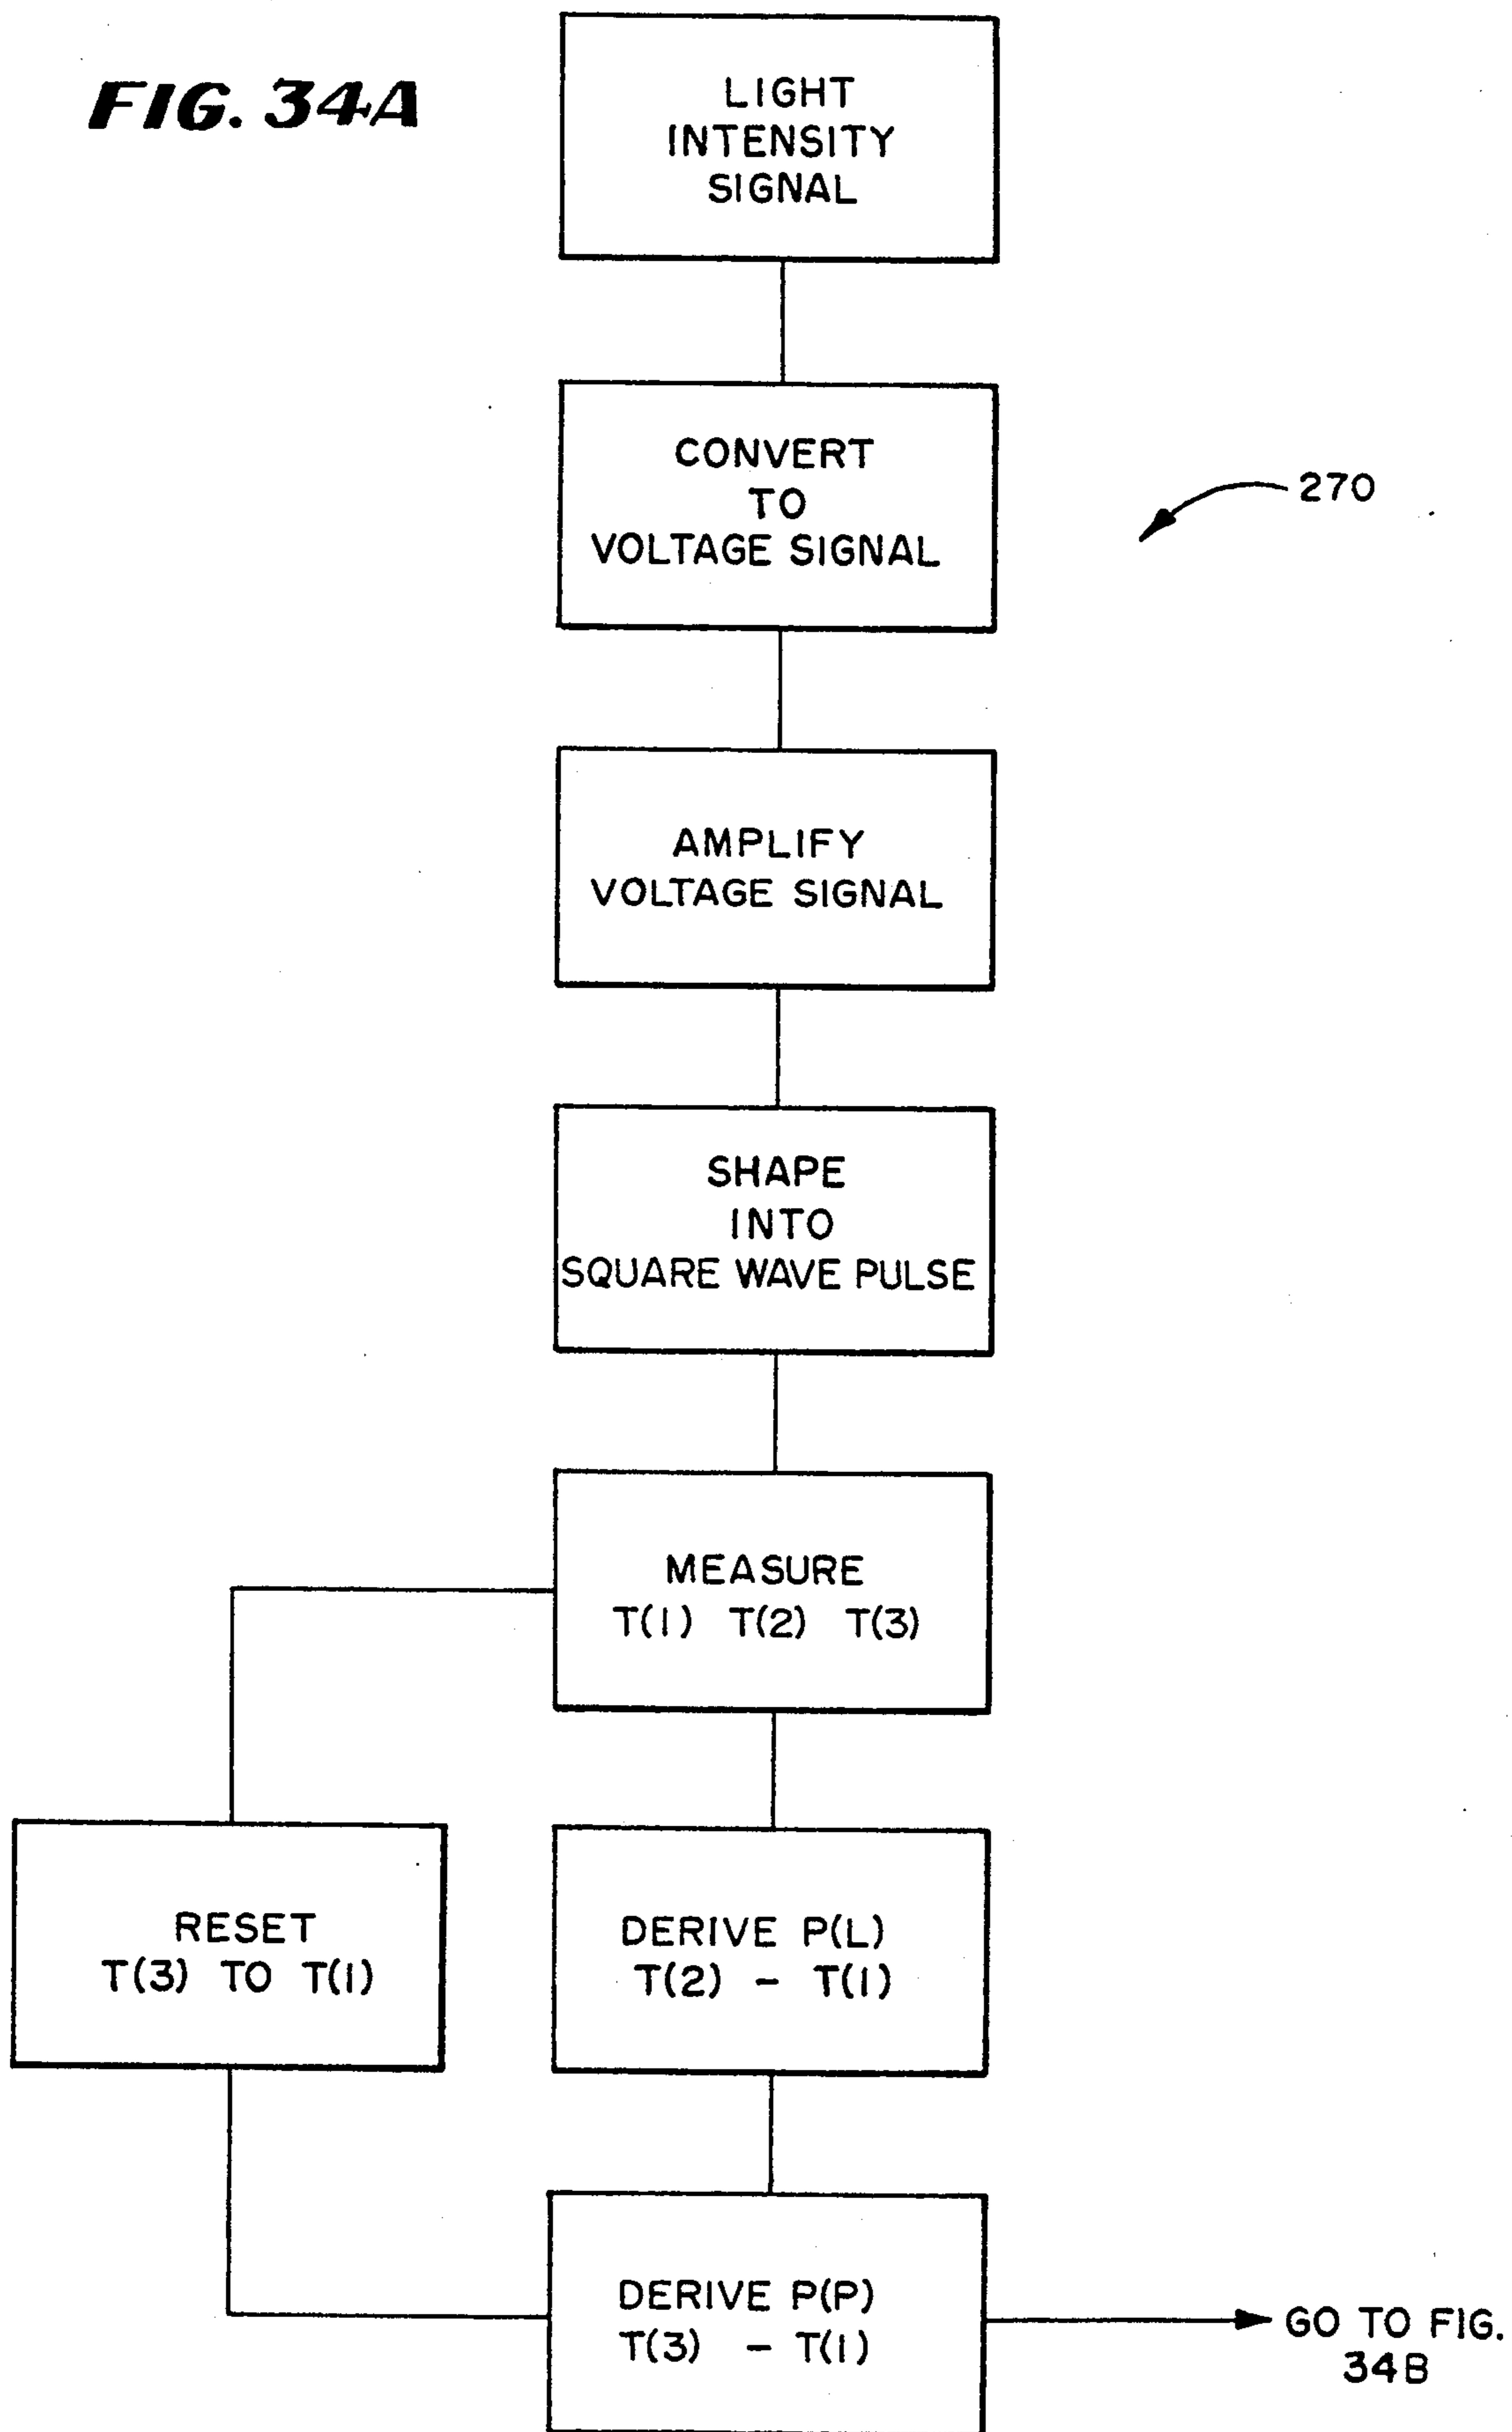 FIG. 34A
LIGHT
INTENSITY
SIGNAL
CONVERT
TO
VOLTAGE SIGNAL
270
AMPLIFY
VOLTAGE SIGNAL
SHAPE
INTO
SQUARE WAVE PULSE
MEASURE
T(1) T(2) T(3)
RESET
T(3) TO T(1)
DERIVE P(L)
T(2) - T(1)
DERIVE P(P)
T(3) - T(1)
GO TO FIG.
34B